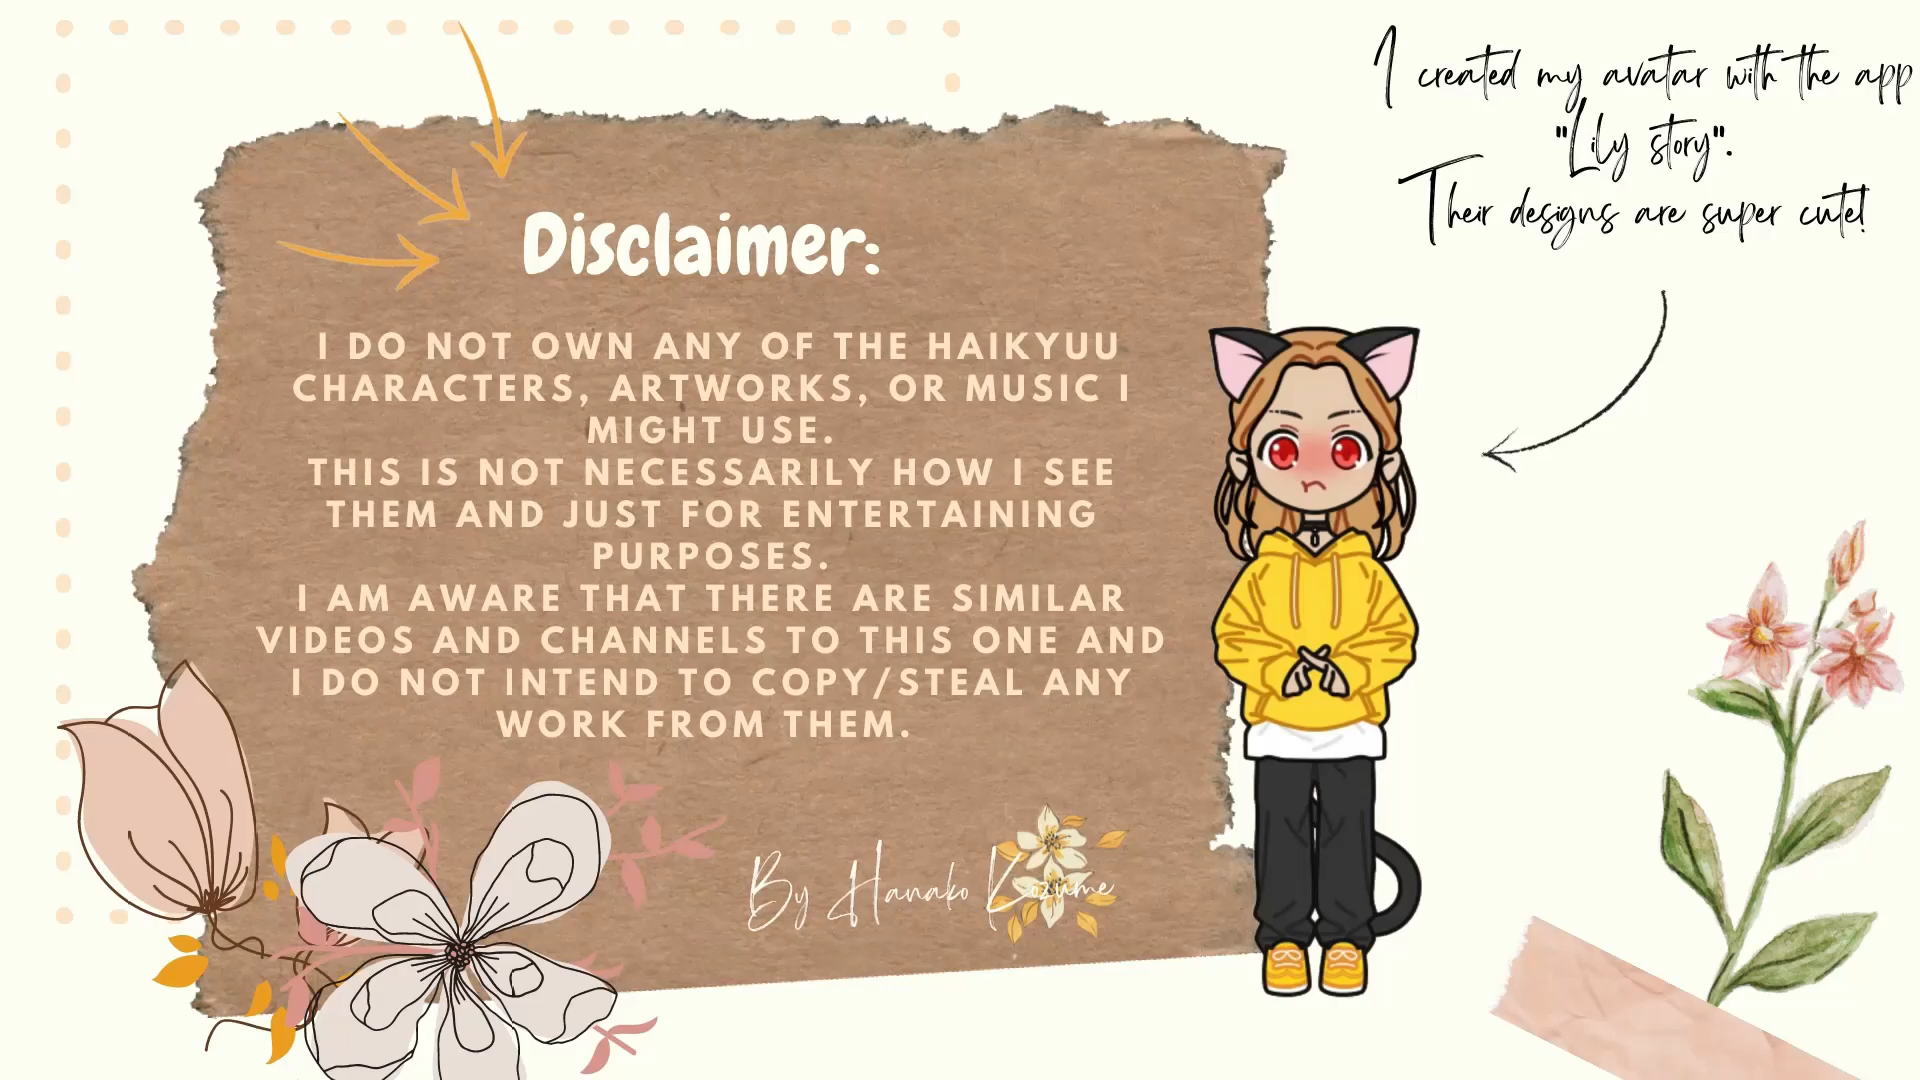 I created my avatar with the app
"Lily story".
Their designs are super cute!
Disclaimer:
I DO NOT OWN ANY OF THE HAIKYUU
CHARACTERS, ARTWORKS, OR MUSIC I
MIGHT USE.
THIS IS NOT NECESSARILY HOW I SEE
THEM AND JUST FOR ENTERTAINING
PURPOSES.
I AM AWARE THAT THERE ARE SIMILAR
VIDEOS AND CHANNELS TO THIS ONE AND
I DO NOT INTEND TO COPY/STEAL ANY
WORK FROM THEM.
By Hanako Kozume